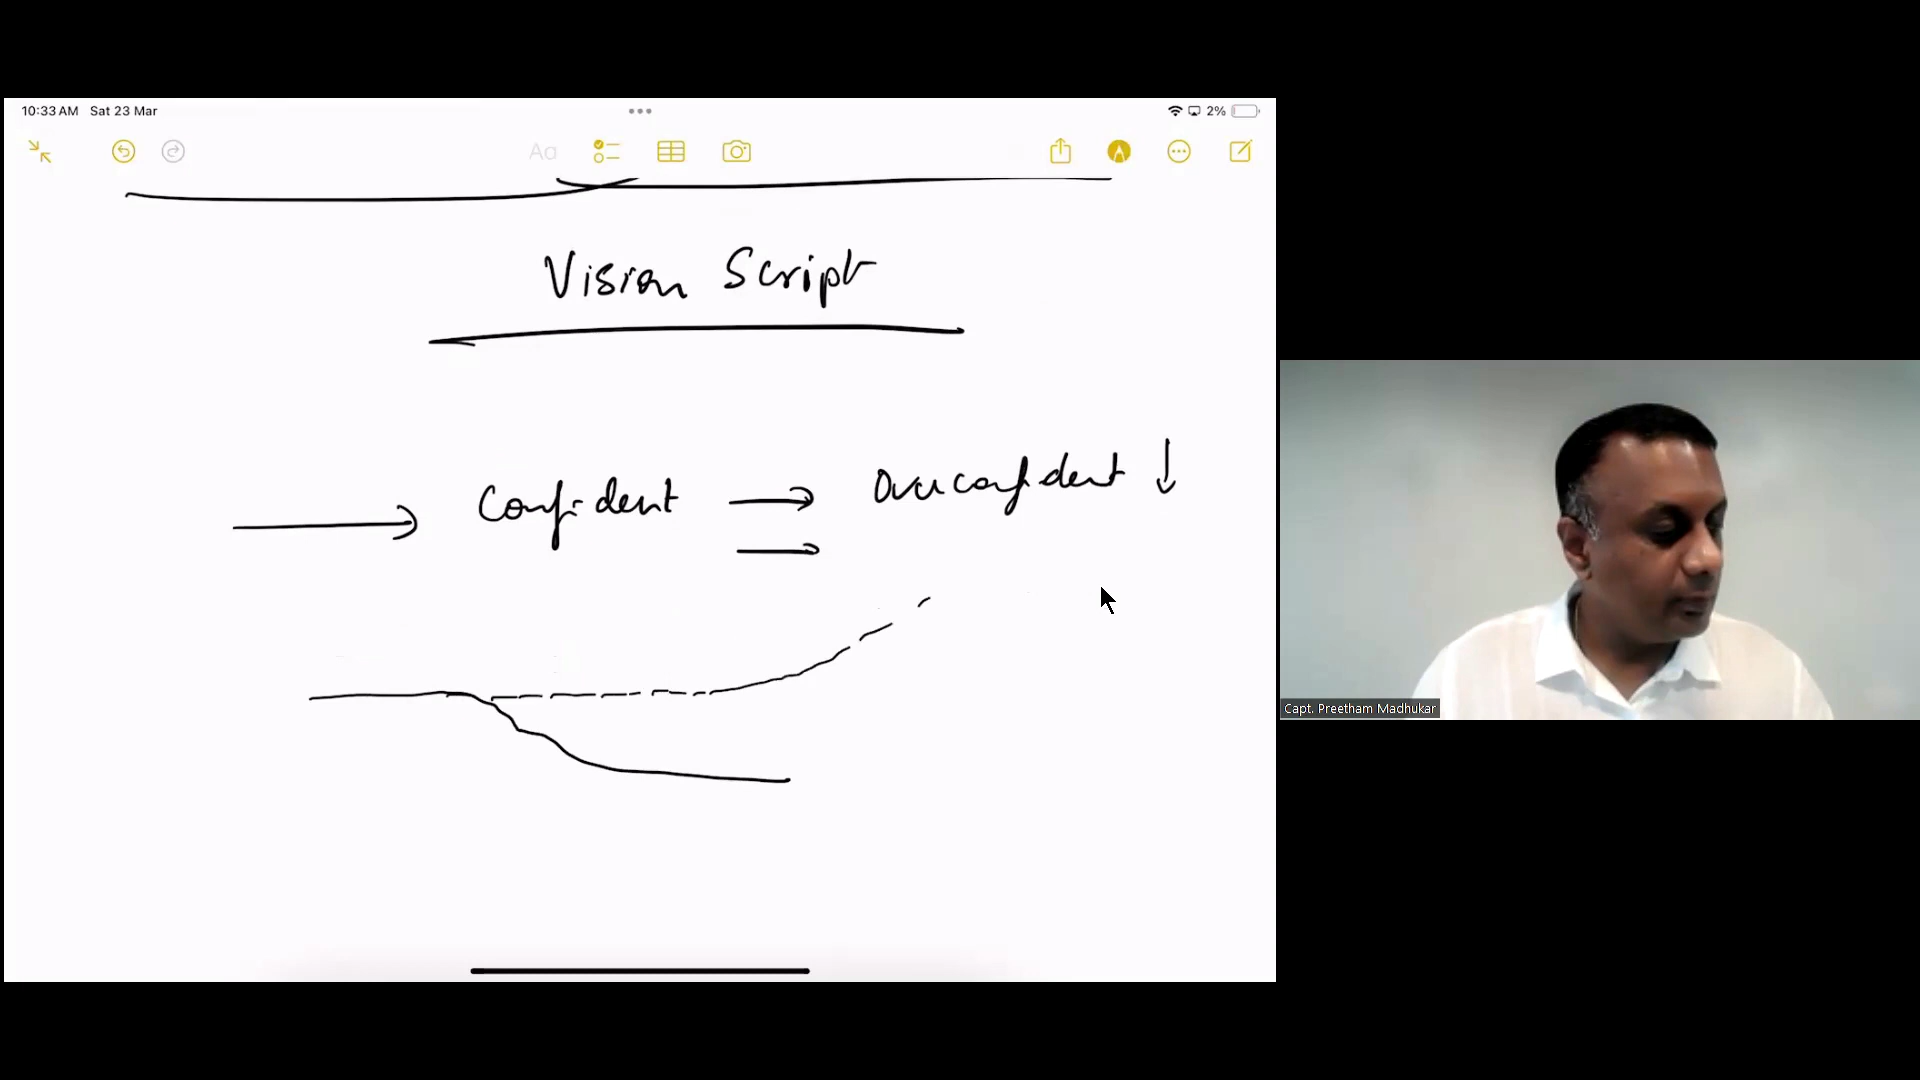 10:33 AM Sat 23 Mar
2%
Aa
Vision Script
Confident
Overconfident
Capt. Preetham Madhukar